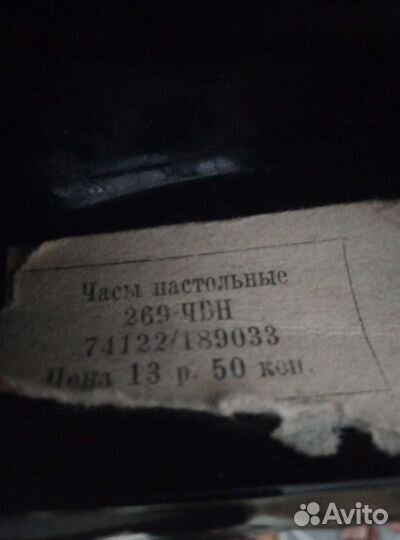 Часы настольные
269-ЧБН
74122/189033
Цена 13 р. 50 коп.
Avito